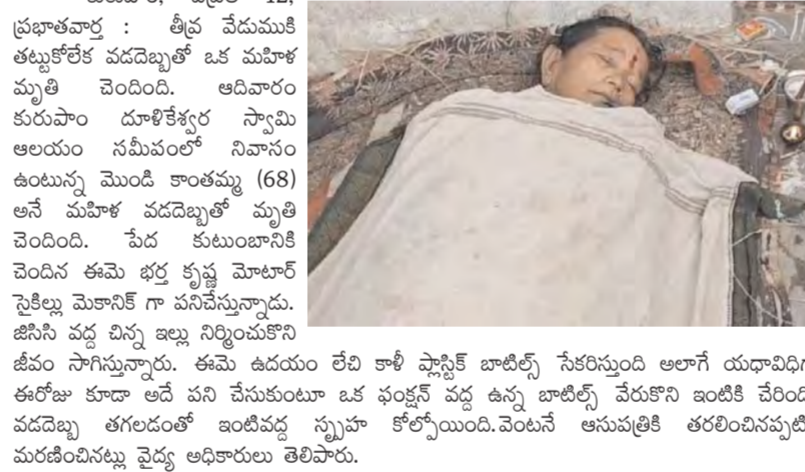 ప్రభాతవార్త : తీవ్ర వేడుముకి
తట్టుకోలేక వడదెబ్బతో ఒక మహిళ
మృతి చెందింది. ఆదివారం
కురుపాం దూళికేశ్వర స్వామి
ఆలయం సమీపంలో నివాసం
ఉంటున్న మొండి కాంతమ్మ (68)
అనే మహిళ వడదెబ్బతో మృతి
చెందింది. పేద కుటుంబానికి
చెందిన ఈమె భర్త కృష్ణ మోటార్
సైకిల్లు మెకానిక్ గా పనిచేస్తున్నాడు.
జిసిసి వద్ద చిన్న ఇల్లు నిర్మించుకొని
జీవం సాగిస్తున్నారు. ఈమె ఉదయం లేచి కాళీ ప్లాస్టిక్ బాటిల్స్ సేకరిస్తుంది అలాగే యధావిధిగ
ఈరోజు కూడా అదే పని చేసుకుంటూ ఒక ఫంక్షన్ వద్ద ఉన్న బాటిల్స్ వేరుకొని ఇంటికి చేరింది
వడదెబ్బ తగలడంతో ఇంటివద్ద స్పృహ కోల్పోయింది.వెంటనే ఆసుపత్రికి తరలించినప్పటి
మరణించినట్లు వైద్య అధికారులు తెలిపారు.